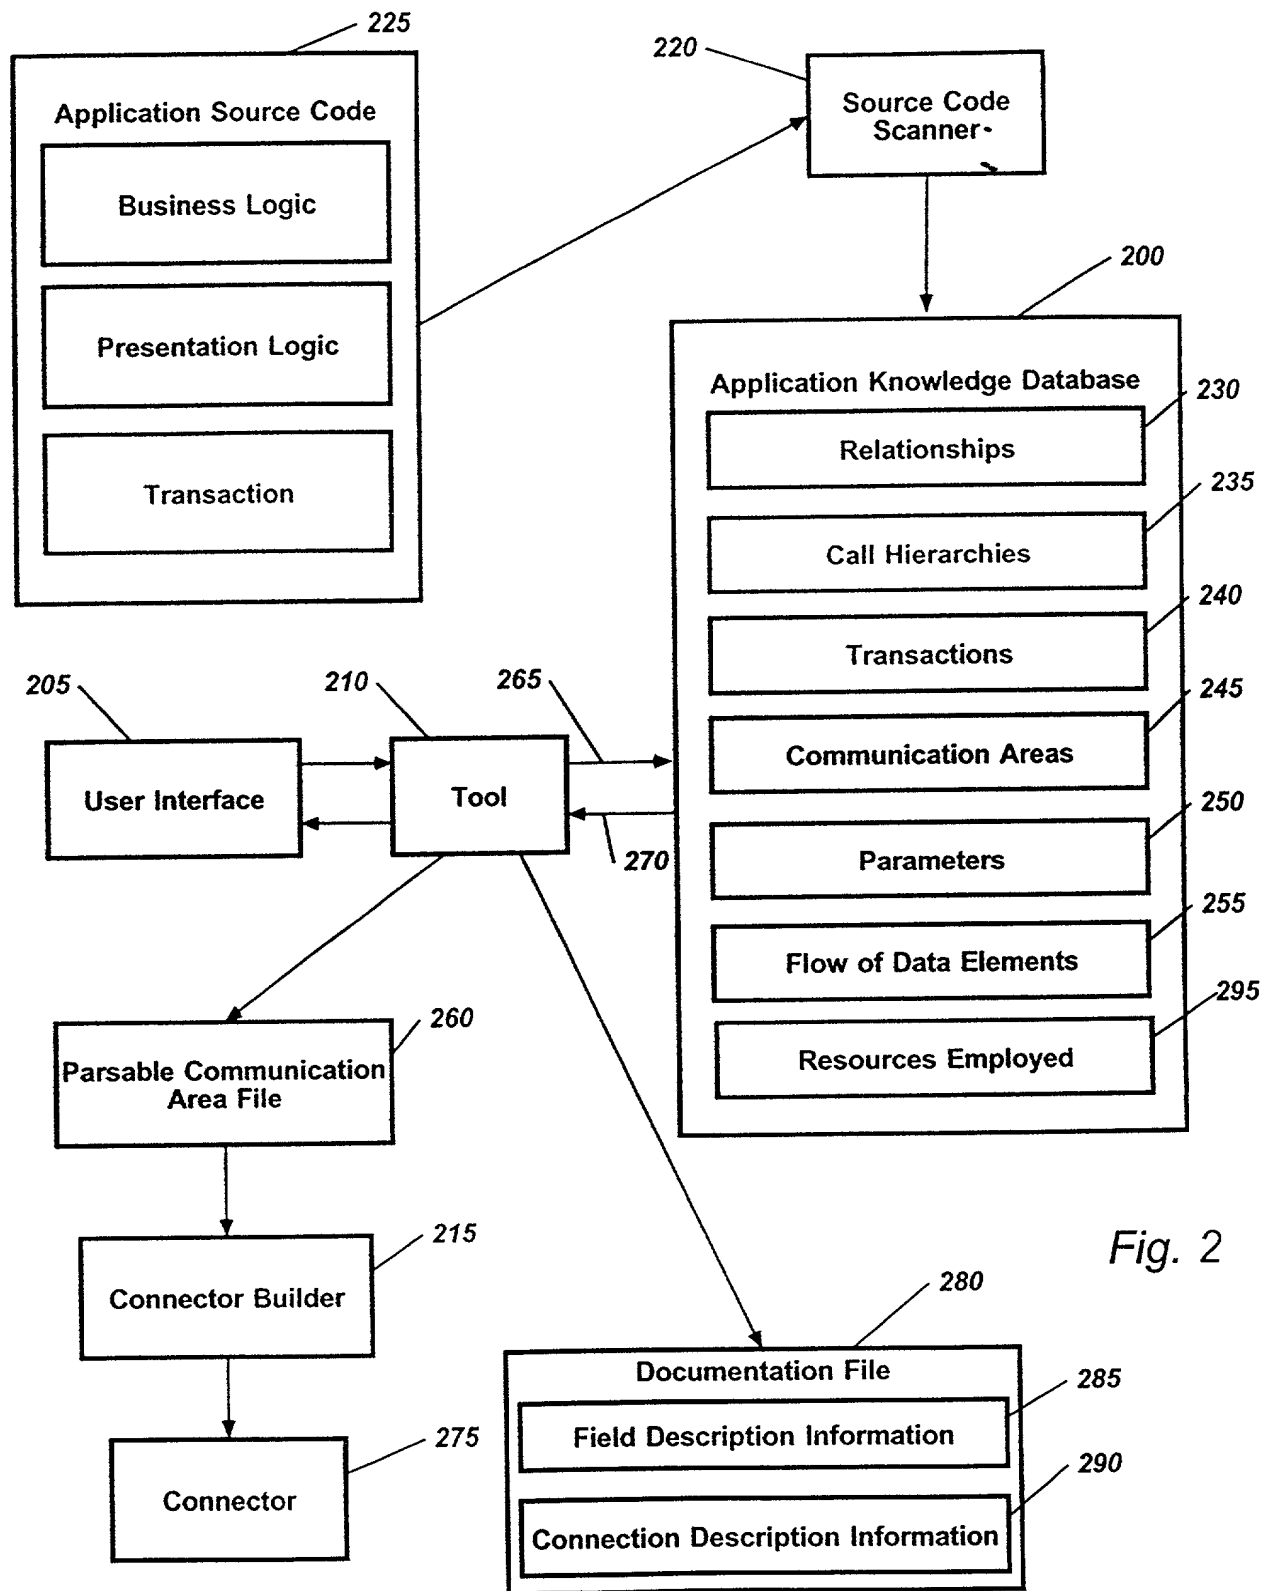 225
Application Source Code
Business Logic
Presentation Logic
Transaction
220
Source Code
Scanner
200
Application Knowledge Database
230
Relationships
235
Call Hierarchies
240
Transactions
245
Communication Areas
250
Parameters
255
Flow of Data Elements
295
Resources Employed
205
User Interface
210
Tool
265
270
260
Parsable Communication
Area File
215
Connector Builder
275
Connector
Fig. 2
280
Documentation File
285
Field Description Information
290
Connection Description Information